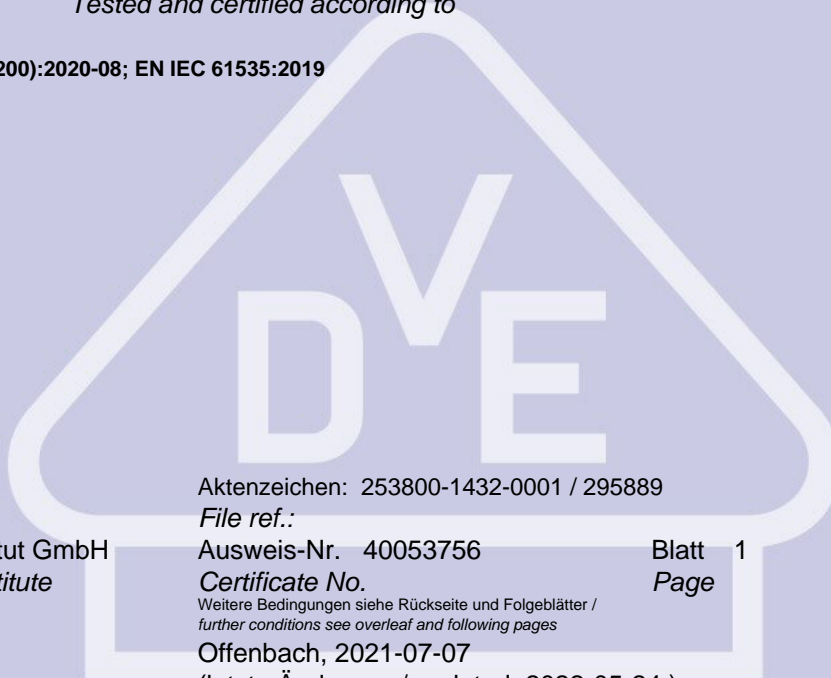 Tested and certified according to
200):2020-08; EN IEC 61535:2019
VDE
Aktenzeichen: 253800-1432-0001 / 295889
File ref.:
tut GmbH Ausweis-Nr. 40053756 Blatt 1
titute Certificate No. Page
Weitere Bedingungen siehe Rückseite und Folgeblätter /
further conditions see overleaf and following pages
Offenbach, 2021-07-07